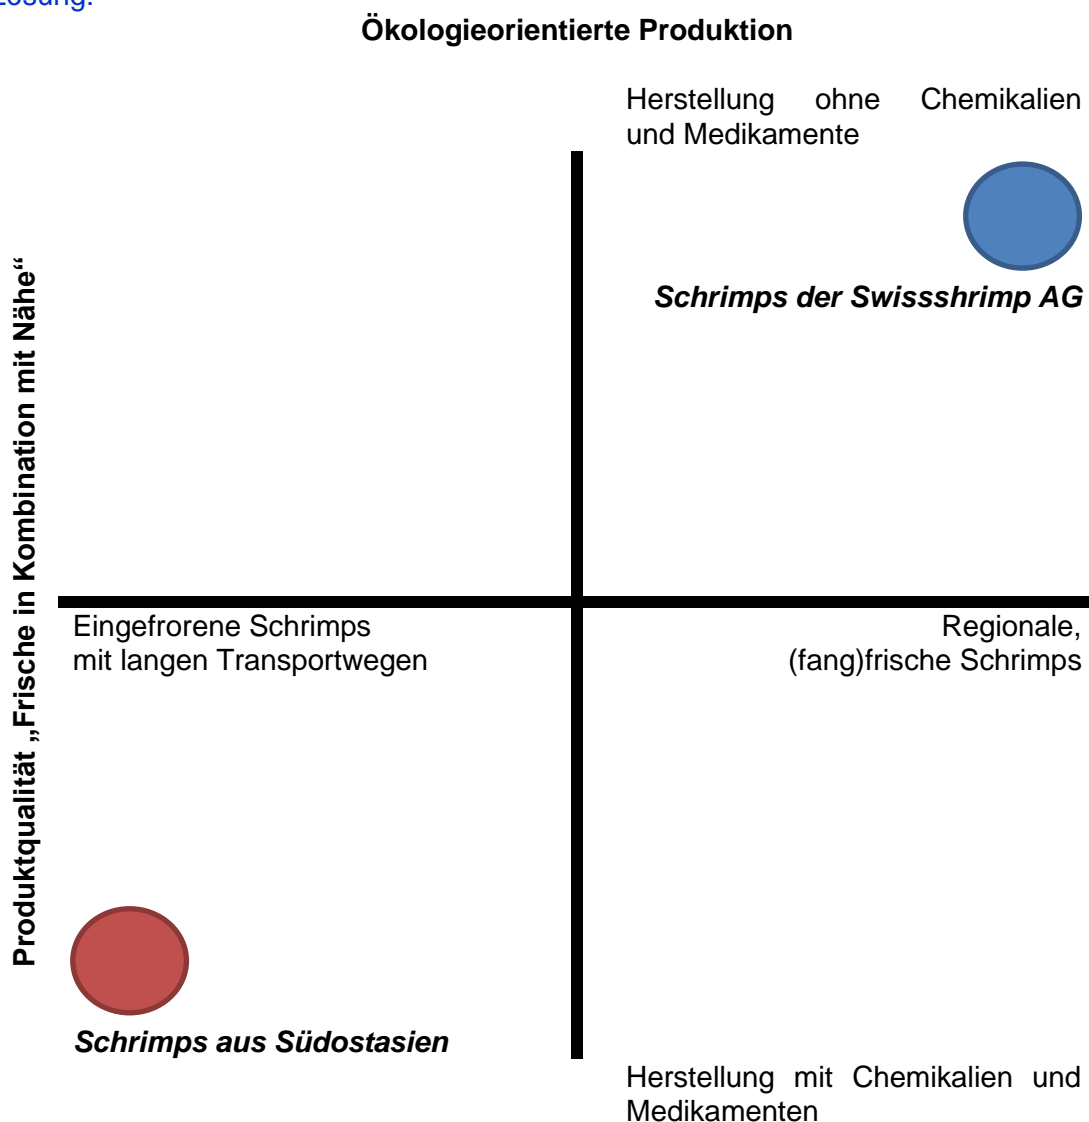 Lösung:
Ökologieorientierte Produktion
Herstellung ohne Chemikalien
und Medikamente
Schrimps der Swissshrimp AG
Produktqualität „Frische in Kombination mit Nähe“
Eingefrorene Schrimps
mit langen Transportwegen
Regionale,
(fang)frische Schrimps
Schrimps aus Südostasien
Herstellung mit Chemikalien und
Medikamenten